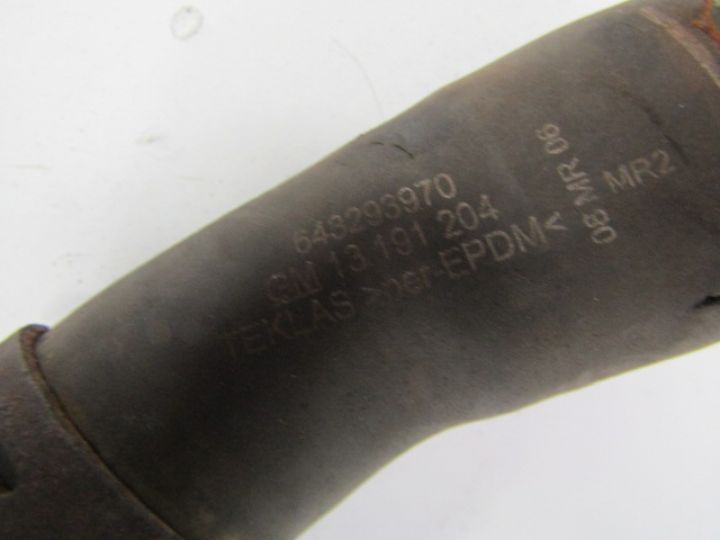 643293970
GM 13 191 204
TEKLAS >per-EPDM<
08 MR 06
MR2